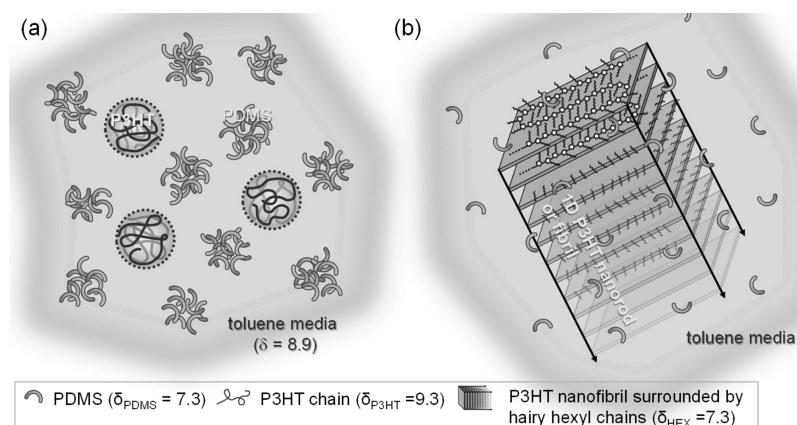 (a)
P3HT
PDMS
toluene media
(δ = 8.9)
(b)
1D P3HT nanorod
or fibril
toluene media
PDMS (δPDMS = 7.3)
P3HT chain (δP3HT = 9.3)
P3HT nanofibril surrounded by
hairy hexyl chains (δHEX = 7.3)